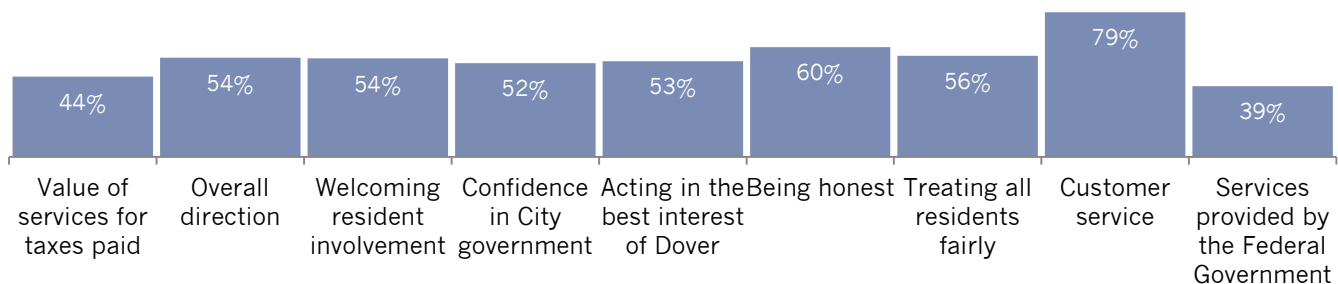 44%
54%
54%
52%
53%
60%
56%
79%
39%
Value of
services for
taxes paid
Overall
direction
Welcoming
resident
involvement
Confidence
in City
government
Acting in the
best interest
of Dover
Being honest
Treating all
residents
fairly
Customer
service
Services
provided by
the Federal
Government